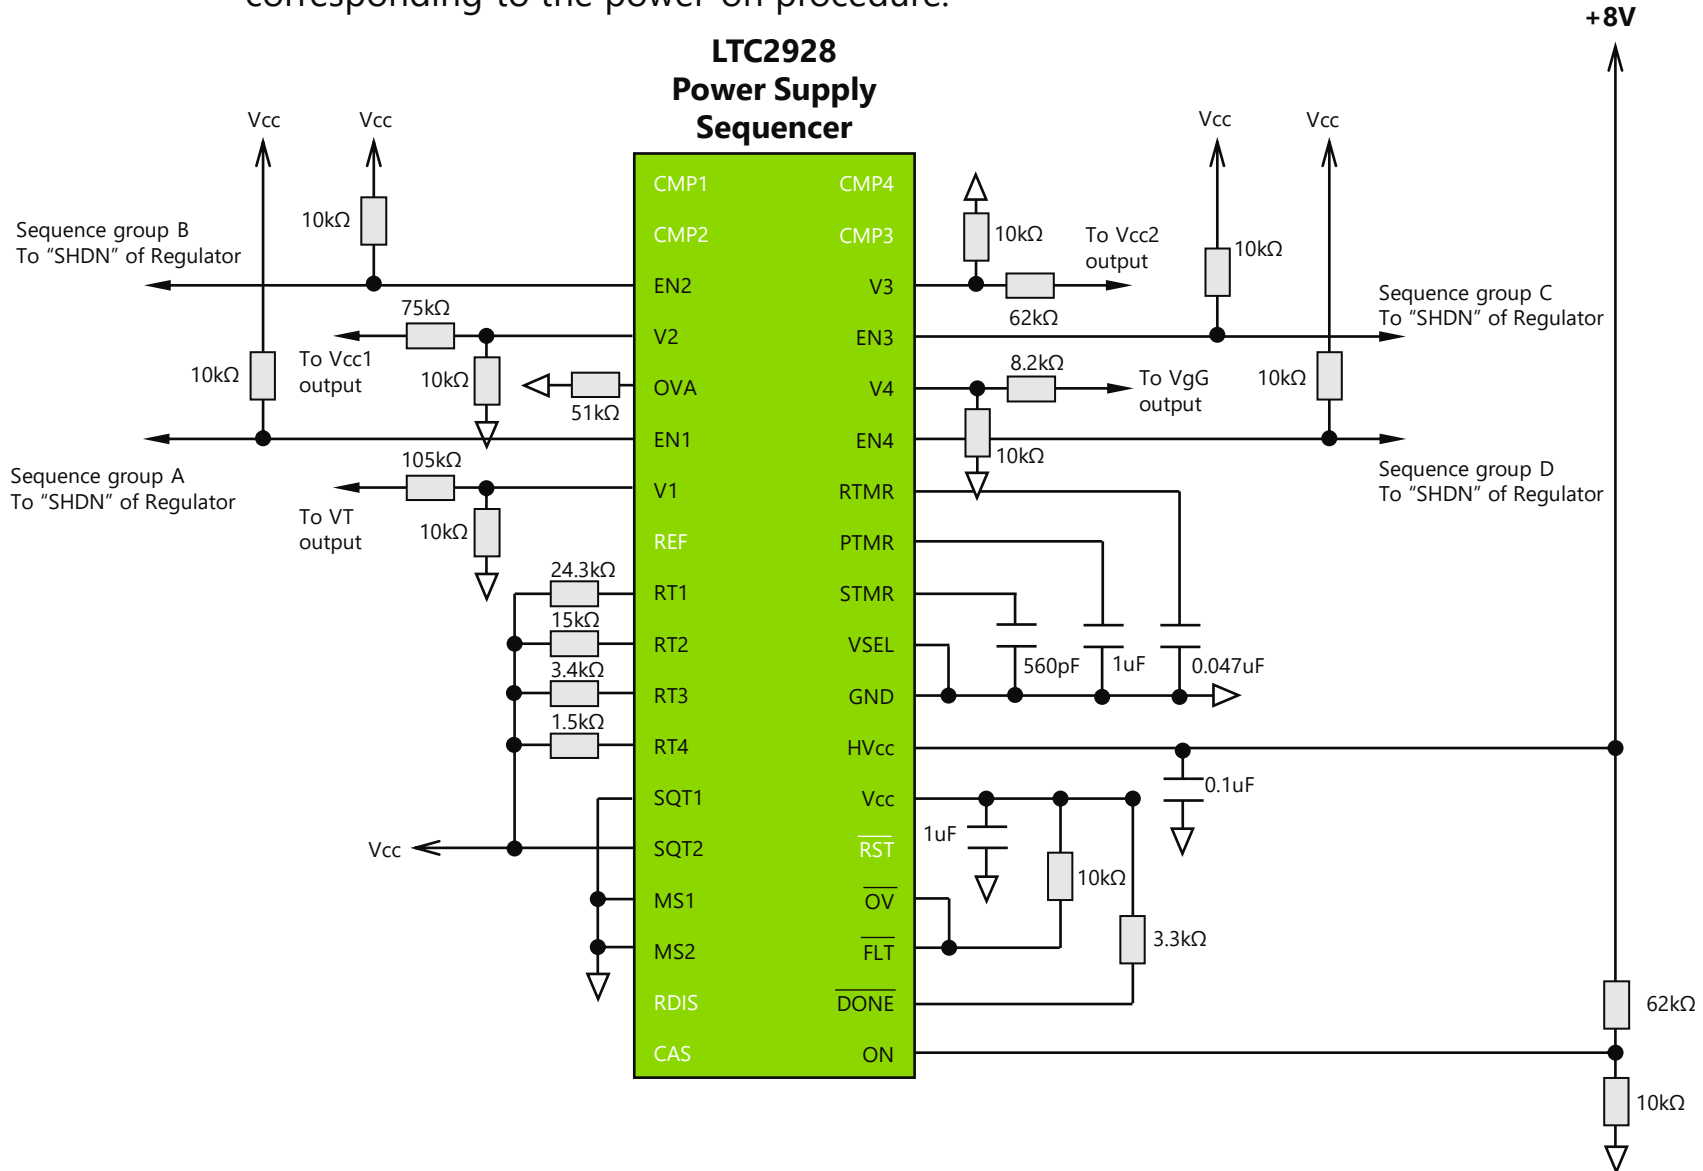 corresponding to the power on procedure.
+8V
LTC2928
Power Supply
Sequencer
Vcc
Vcc
Vcc
Vcc
CMP1
CMP4
CMP2
CMP3
EN2
V3
V2
EN3
OVA
V4
EN1
EN4
V1
RTMR
REF
PTMR
RT1
STMR
RT2
VSEL
RT3
GND
RT4
HVcc
SQT1
Vcc
SQT2
RST
MS1
OV
MS2
FLT
RDIS
DONE
CAS
ON
Sequence group B
To “SHDN” of Regulator
10kΩ
75kΩ
To Vcc1
output
10kΩ
10kΩ
51kΩ
Sequence group A
To “SHDN” of Regulator
105kΩ
To VT
output
10kΩ
24.3kΩ
15kΩ
3.4kΩ
1.5kΩ
Vcc
10kΩ
To Vcc2
output
62kΩ
10kΩ
Sequence group C
To “SHDN” of Regulator
8.2kΩ
To VgG
output
10kΩ
10kΩ
Sequence group D
To “SHDN” of Regulator
560pF
1uF
0.047uF
0.1uF
1uF
10kΩ
3.3kΩ
62kΩ
10kΩ